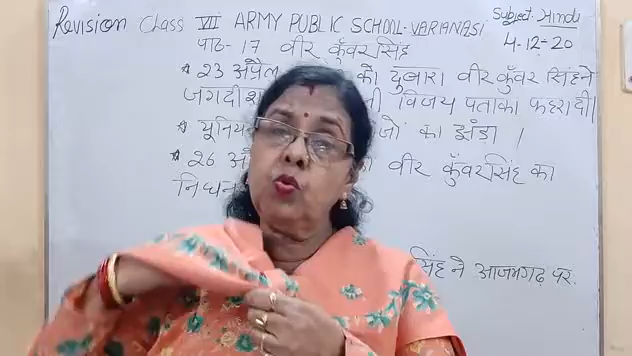 Revision Class VII ARMY PUBLIC SCHOOL - VARANASI Subject Hindi
पाठ- 17 वीर कुँवरसिंह 4-12-20
* 23 अप्रैल को दुबारा वीर कुँवर सिंह ने
जगदीश विजय पताका फहरा दी।
* यूनियन का झंडा ।
* 26 वीर कुँवरसिंह का
निधन
सिंह ने आजमगढ़ पर